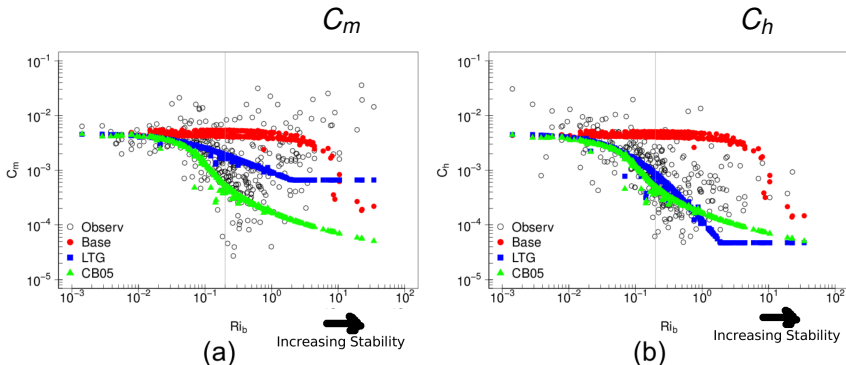 C_m
C_h
10^-1
10^-2
10^-3
10^-4
10^-5
C_m
Observ
Base
LTG
CB05
10^-3
10^-2
10^-1
10^0
10^1
10^2
Ri_b
Increasing Stability
(a)
10^-1
10^-2
10^-3
10^-4
10^-5
C_h
Observ
Base
LTG
CB05
10^-3
10^-2
10^-1
10^0
10^1
10^2
Ri_b
Increasing Stability
(b)